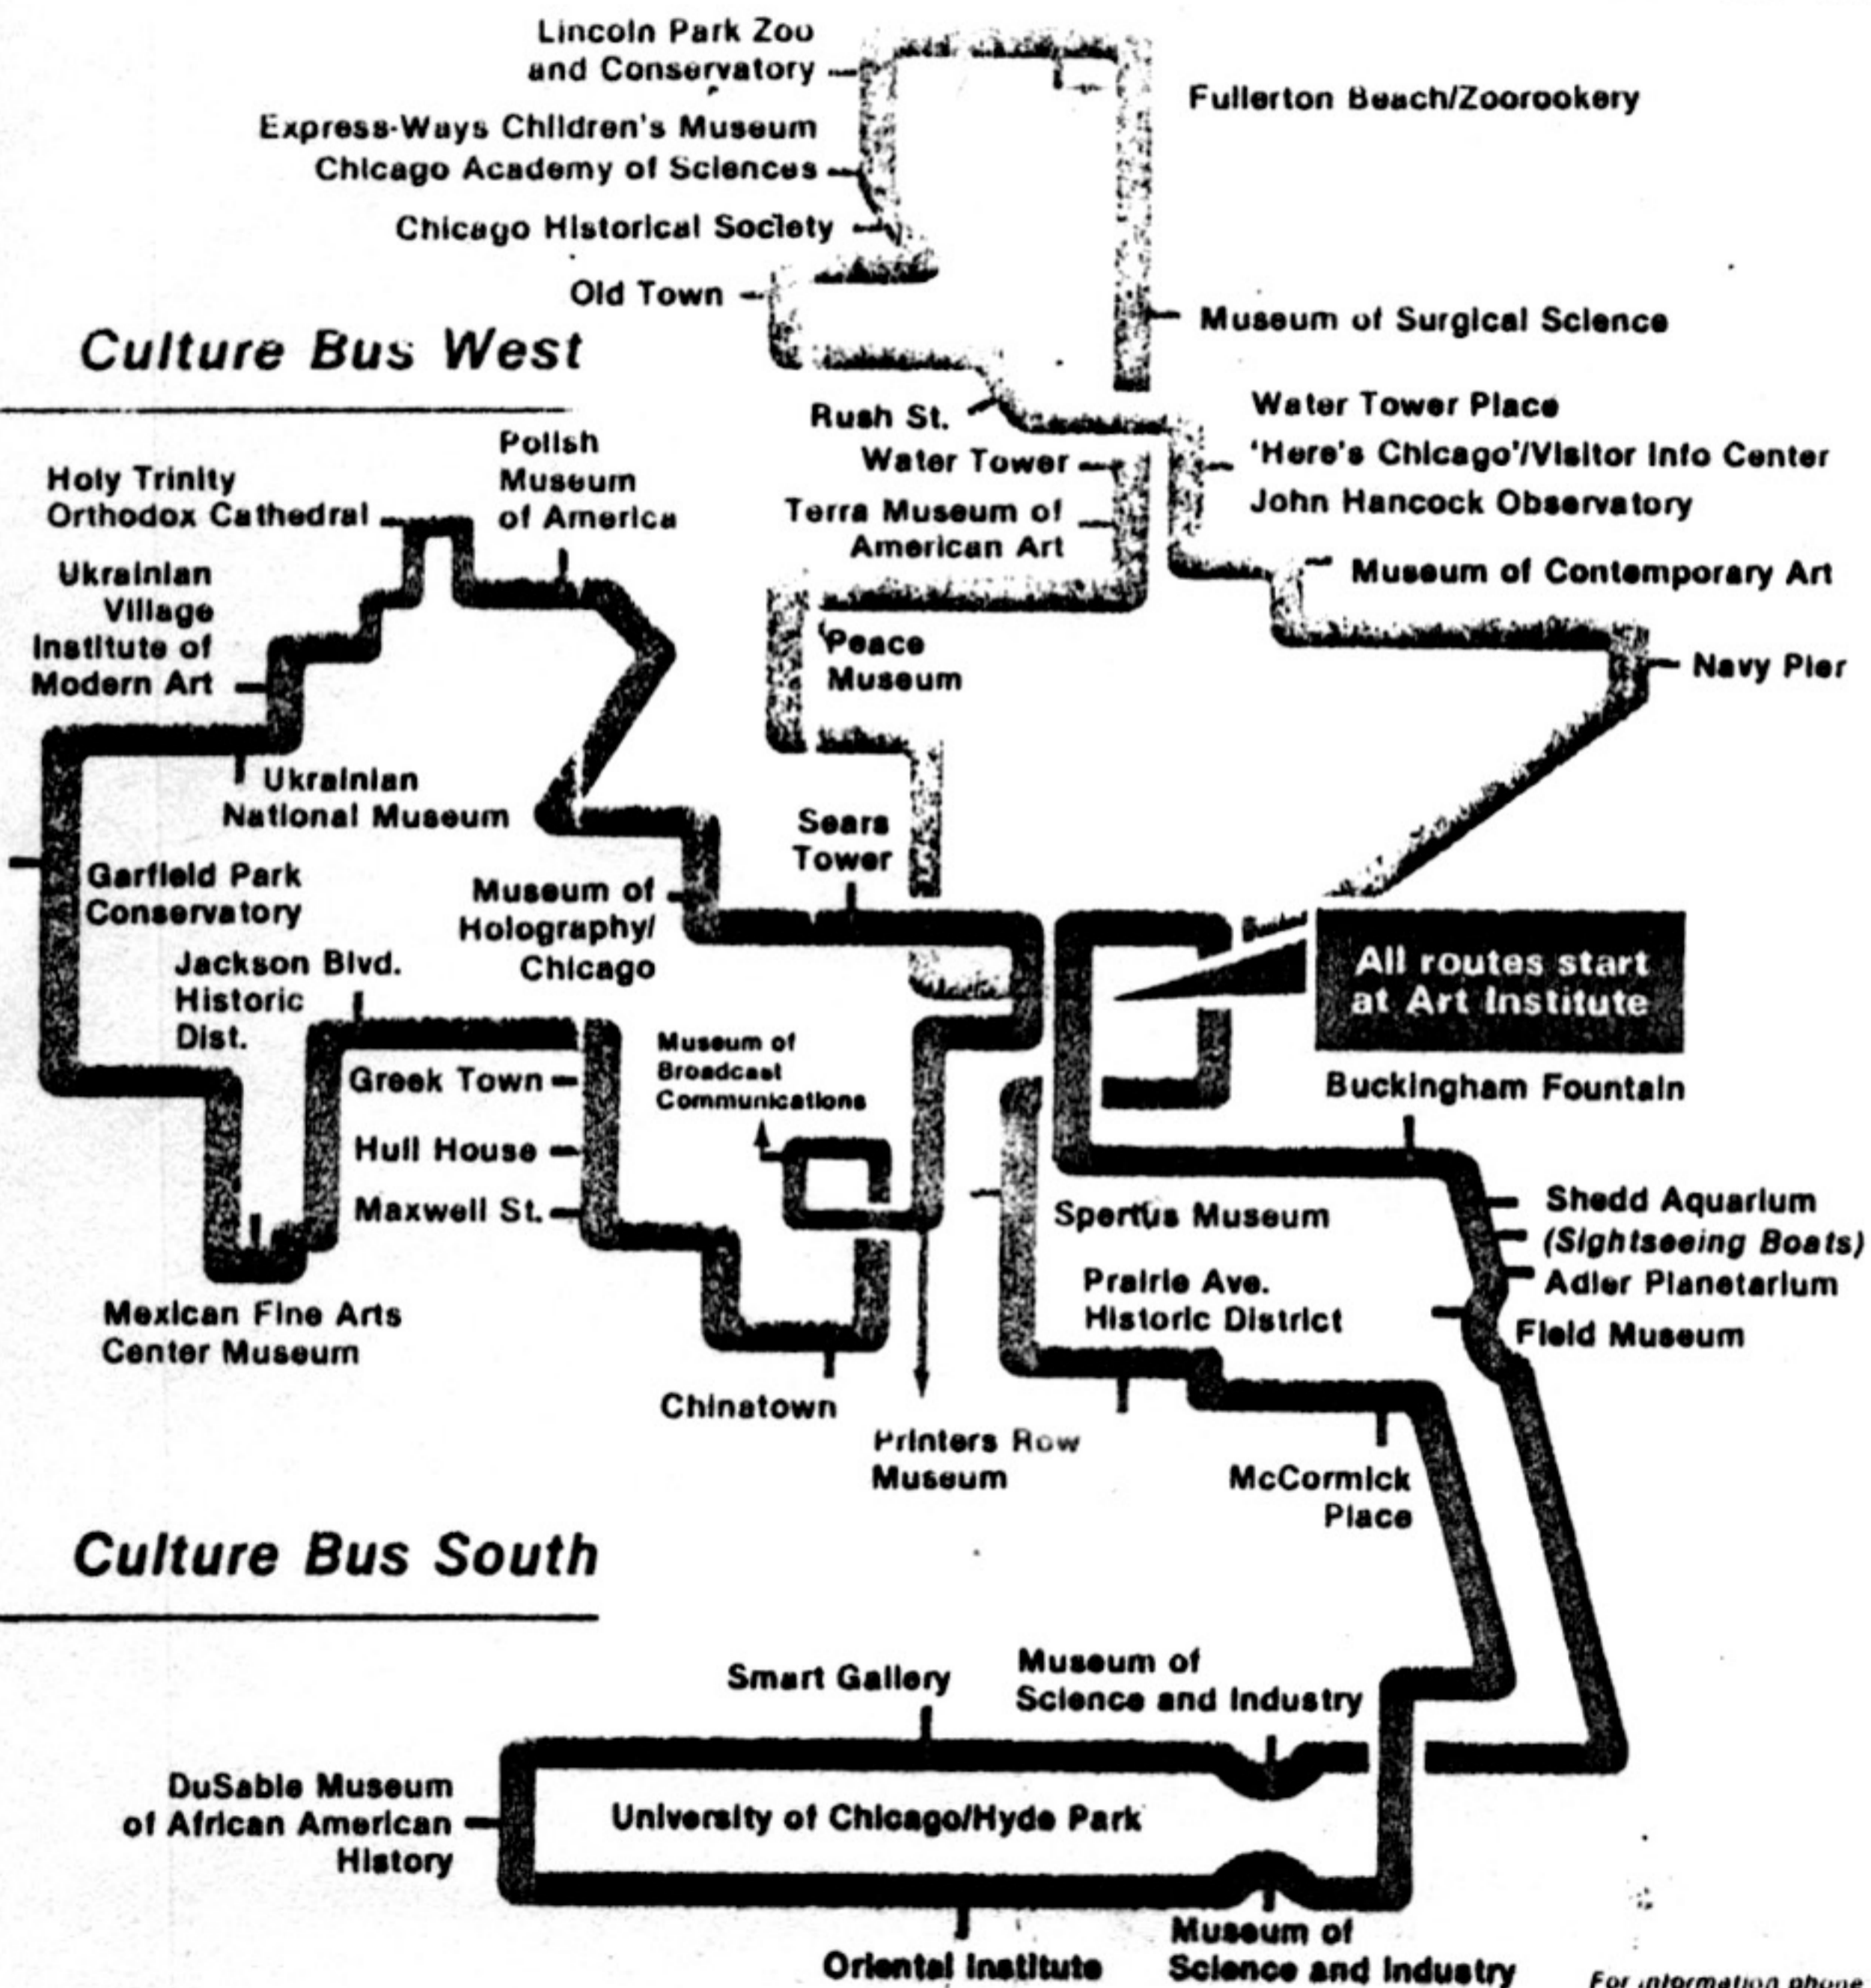 Lincoln Park Zoo
and Conservatory
Fullerton Beach/Zoorookery
Express-Ways Children's Museum
Chicago Academy of Sciences
Chicago Historical Society
Old Town
Museum of Surgical Science
Culture Bus West
Rush St.
Water Tower
Terra Museum of
American Art
Water Tower Place
'Here's Chicago'/Visitor Info Center
John Hancock Observatory
Museum of Contemporary Art
Navy Pier
Peace
Museum
Polish
Museum
of America
Holy Trinity
Orthodox Cathedral
Ukrainian
Village
Institute of
Modern Art
Ukrainian
National Museum
Garfield Park
Conservatory
Sears
Tower
Museum of
Holography/
Chicago
Jackson Blvd.
Historic
Dist.
All routes start
at Art Institute
Museum of
Broadcast
Communications
Greek Town
Hull House
Maxwell St.
Buckingham Fountain
Shedd Aquarium
(Sightseeing Boats)
Adler Planetarium
Field Museum
Spertus Museum
Prairie Ave.
Historic District
Mexican Fine Arts
Center Museum
Chinatown
Printers Row
Museum
McCormick
Place
Culture Bus South
Smart Gallery
Museum of
Science and Industry
DuSable Museum
of African American
History
University of Chicago/Hyde Park
Oriental Institute
Museum of
Science and Industry
For information phone